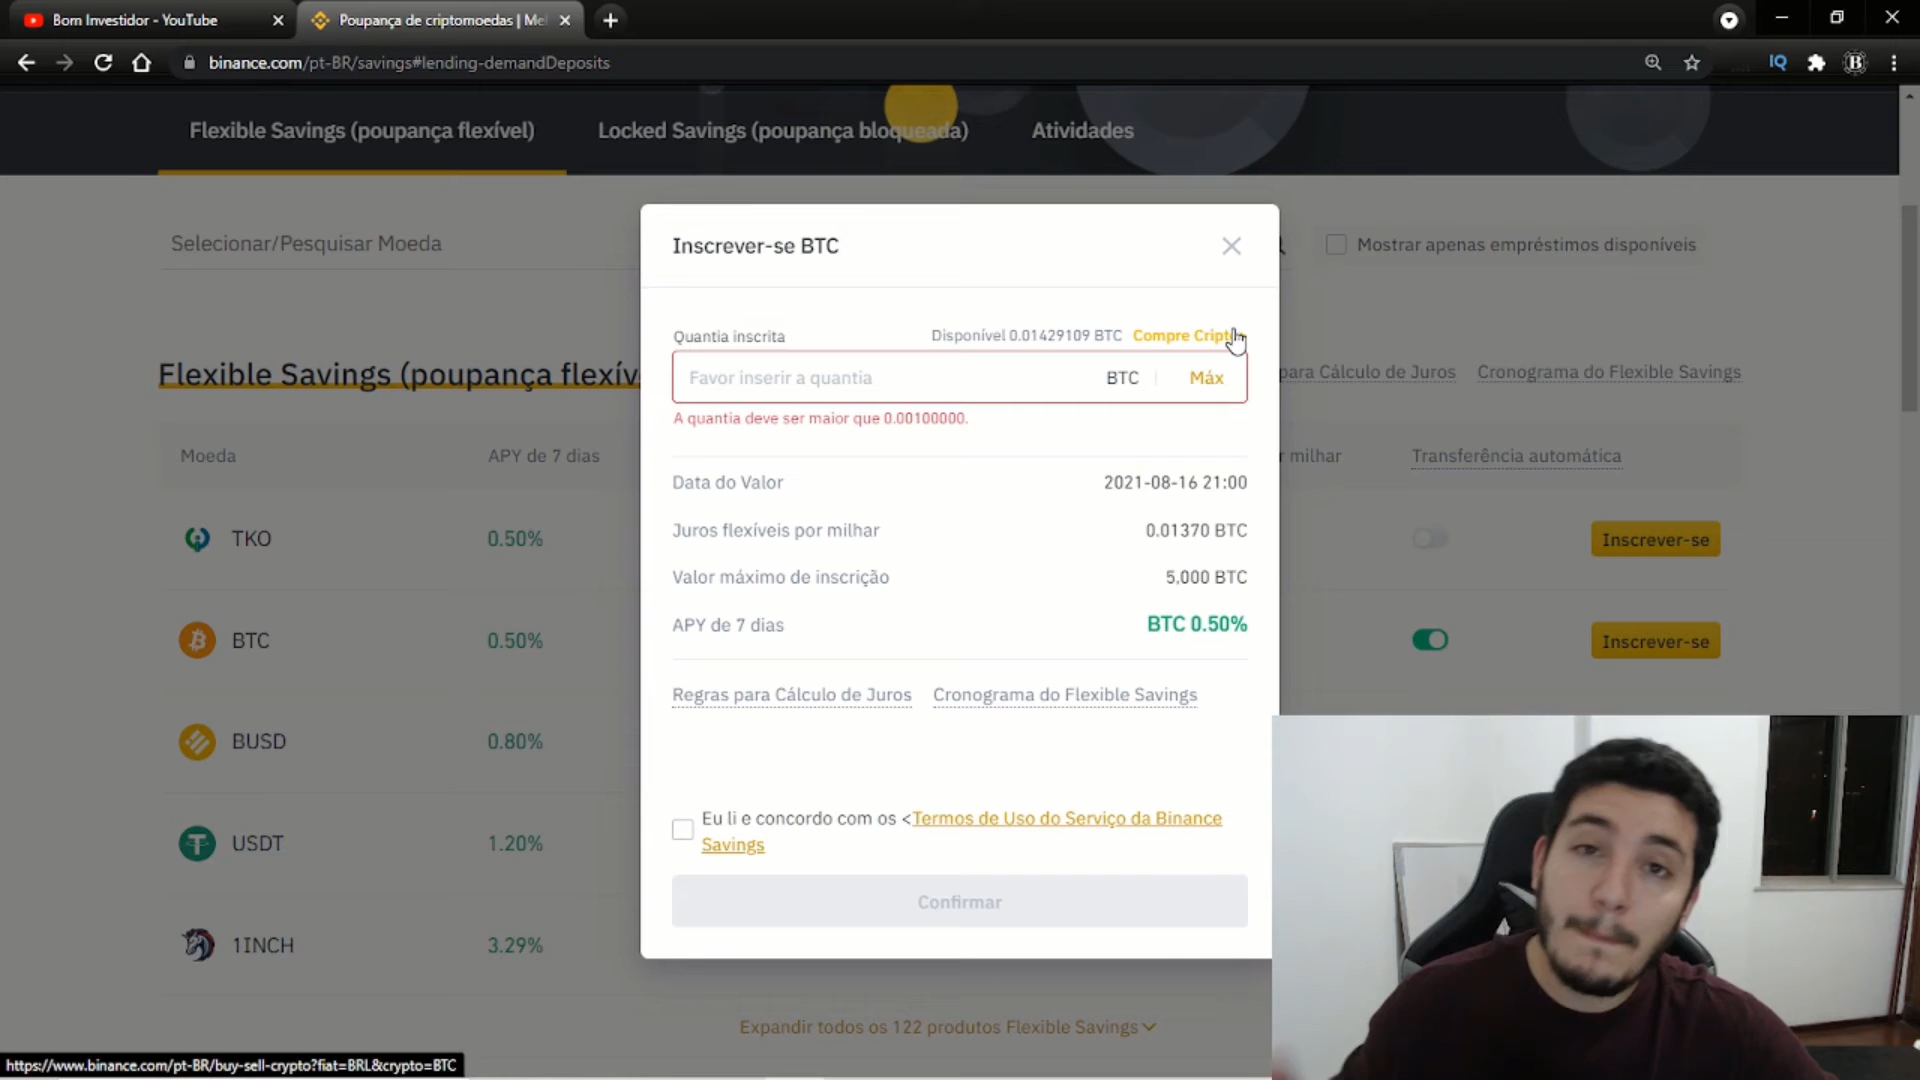 Bom Investidor - YouTube
Poupança de criptomoedas | Mel
binance.com/pt-BR/savings#lending-demandDeposits
IQ
Flexible Savings (poupança flexível)
Locked Savings (poupança bloqueada)
Atividades
Selecionar/Pesquisar Moeda
Mostrar apenas empréstimos disponíveis
Inscrever-se BTC
Quantia inscrita
Disponível 0.01429109 BTC
Compre Cripto
Favor inserir a quantia
BTC
Máx
A quantia deve ser maior que 0.00100000.
Flexible Savings (poupança flexív
para Cálculo de Juros
Cronograma do Flexible Savings
Moeda
APY de 7 dias
r milhar
Transferência automática
Data do Valor
2021-08-16 21:00
Juros flexíveis por milhar
0.01370 BTC
Valor máximo de inscrição
5,000 BTC
APY de 7 dias
BTC 0.50%
Regras para Cálculo de Juros
Cronograma do Flexible Savings
Eu li e concordo com os <Termos de Uso do Serviço da Binance
Savings
Confirmar
TKO
0.50%
Inscrever-se
BTC
0.50%
Inscrever-se
BUSD
0.80%
USDT
1.20%
1INCH
3.29%
Expandir todos os 122 produtos Flexible Savings
https://www.binance.com/pt-BR/buy-sell-crypto?fiat=BRL&crypto=BTC